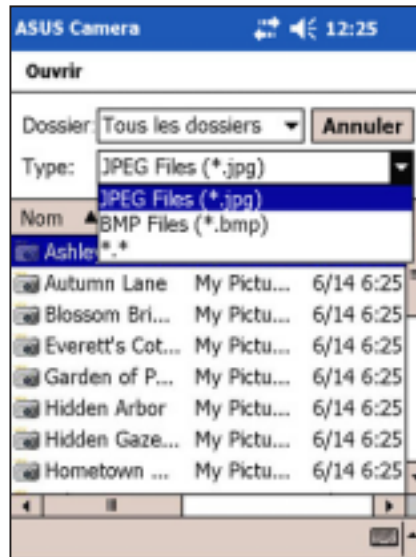 ASUS Camera 12:25
Ouvrir
Dossier: Tous les dossiers Annuler
Type: JPEG Files (*.jpg)
JPEG Files (*.jpg)
Nom BMP Files (*.bmp)
*.*
Ashle
Autumn Lane My Pictu... 6/14 6:25
Blossom Bri... My Pictu... 6/14 6:25
Everett's Cot... My Pictu... 6/14 6:25
Garden of P... My Pictu... 6/14 6:25
Hidden Arbor My Pictu... 6/14 6:25
Hidden Gaze... My Pictu... 6/14 6:25
Hometown ... My Pictu... 6/14 6:25